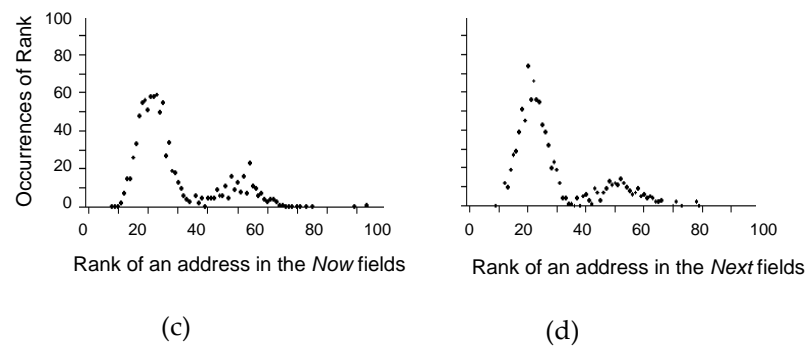 Occurrences of Rank
100
80
60
40
20
0
0 20 40 60 80 100
Rank of an address in the Now fields
(c)
0 20 40 60 80 100
Rank of an address in the Next fields
(d)